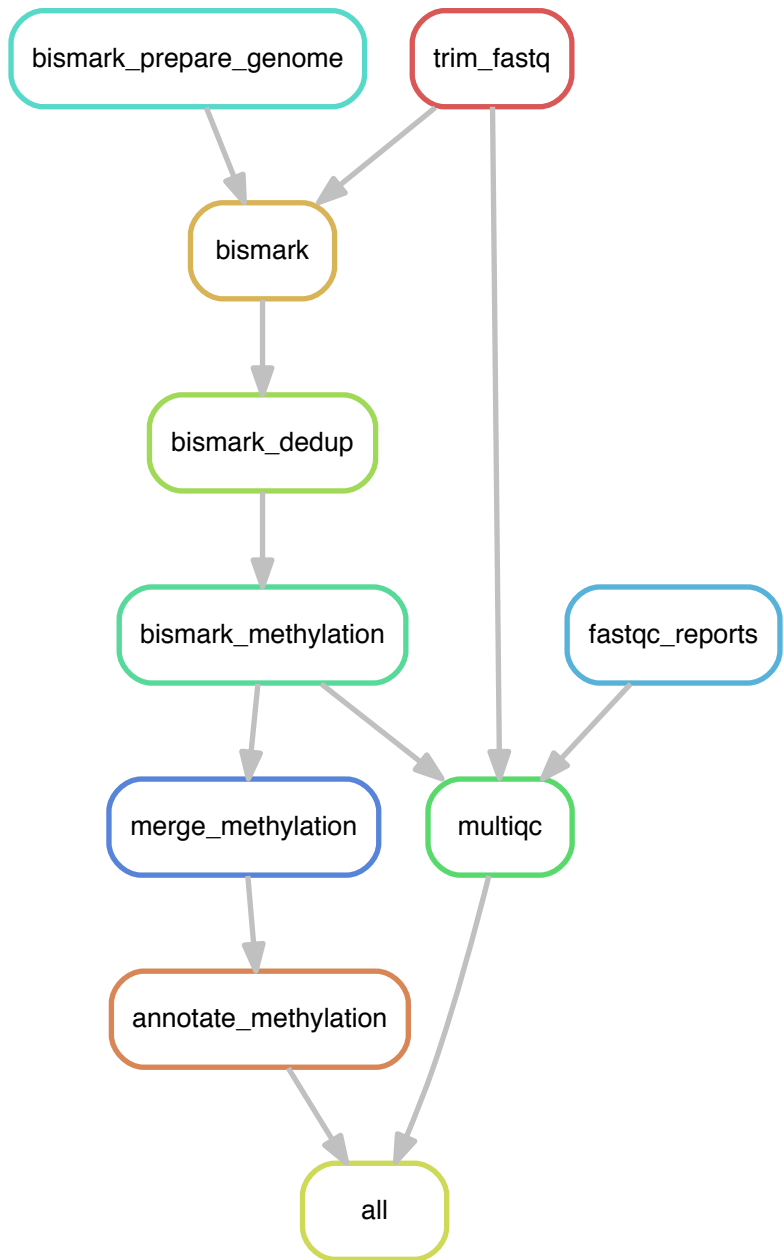 bismark_prepare_genome
trim_fastq
bismark
bismark_dedup
bismark_methylation
fastqc_reports
merge_methylation
multiqc
annotate_methylation
all